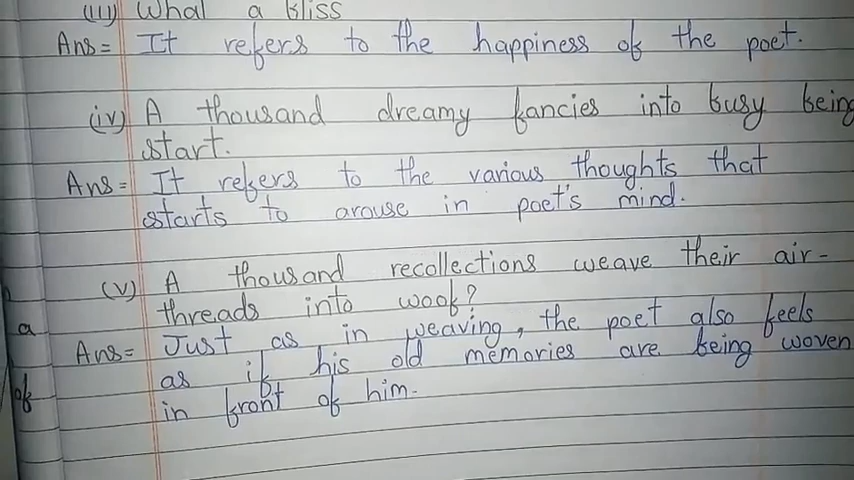 (iii) What a bliss
Ans= It refers to the happiness of the poet.
(iv) A thousand dreamy fancies into busy being
start.
Ans= It refers to the various thoughts that
starts to arouse in poet's mind.
(v) A thousand recollections weave their air-
threads into woof?
a
Ans= Just as in weaving, the poet also feels
as if his old memories are being woven
of
in front of him.